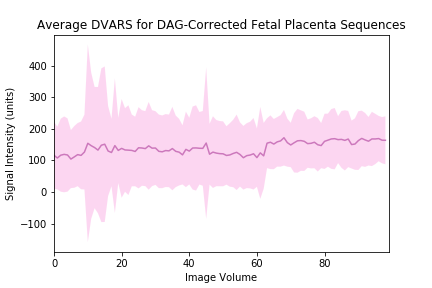 Average DVARS for DAG-Corrected Fetal Placenta Sequences
Signal Intensity (units)
400
300
200
100
0
−100
0 20 40 60 80
Image Volume